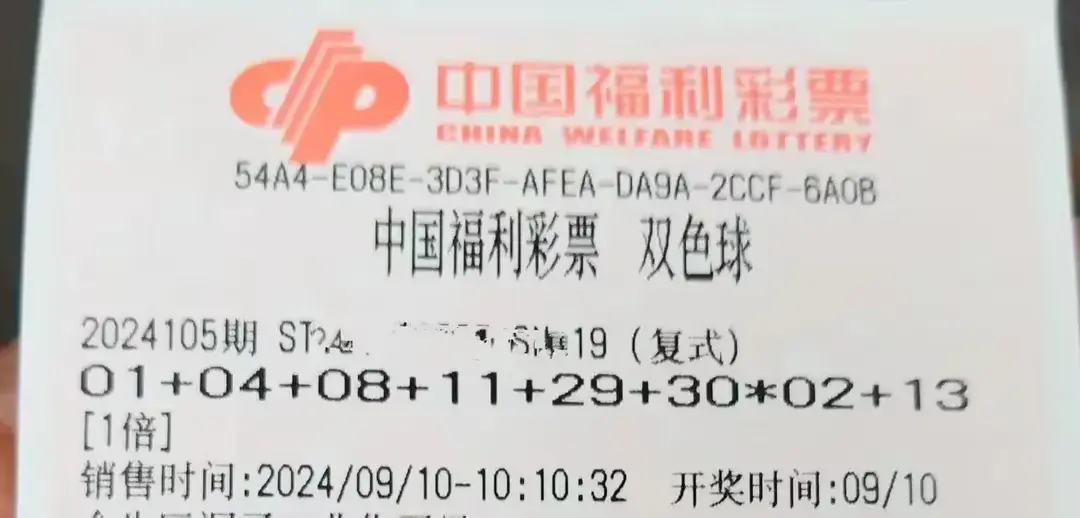 中国福利彩票
CHINA WELFARE LOTTERY
54A4-E08E-3D3F-AFEA-DA9A-2CCF-6A0B
中国福利彩票 双色球
2024105期 19 (复式)
01+04+08+11+29+30*02+13
[1倍]
销售时间:2024/09/10-10:10:32 开奖时间:09/10